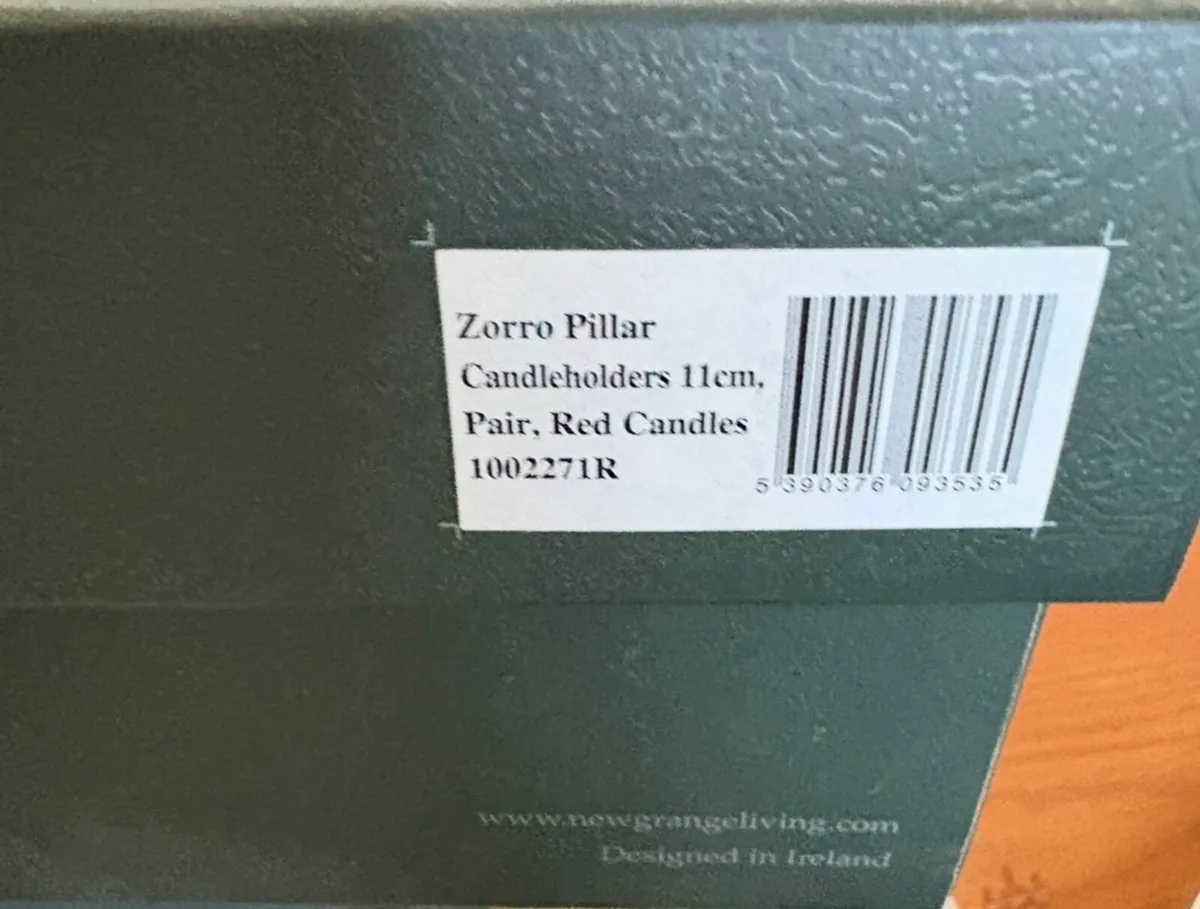 Zorro Pillar
Candleholders 11cm,
Pair, Red Candles
1002271R
5 390376 093535
www.newgrangeliving.com
Designed in Ireland